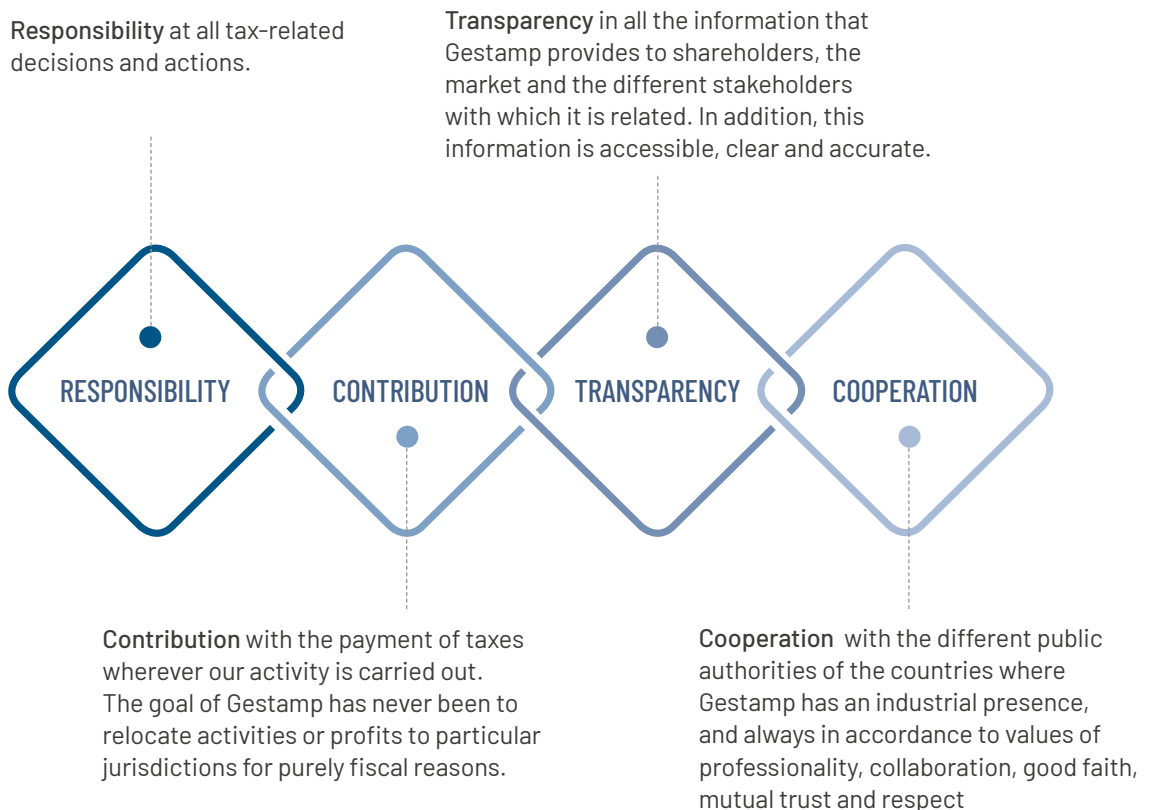 Responsibility at all tax-related
decisions and actions.
Transparency in all the information that
Gestamp provides to shareholders, the
market and the different stakeholders
with which it is related. In addition, this
information is accessible, clear and accurate.
RESPONSIBILITY
CONTRIBUTION
TRANSPARENCY
COOPERATION
Contribution with the payment of taxes
wherever our activity is carried out.
The goal of Gestamp has never been to
relocate activities or profits to particular
jurisdictions for purely fiscal reasons.
Cooperation with the different public
authorities of the countries where
Gestamp has an industrial presence,
and always in accordance to values of
professionality, collaboration, good faith,
mutual trust and respect